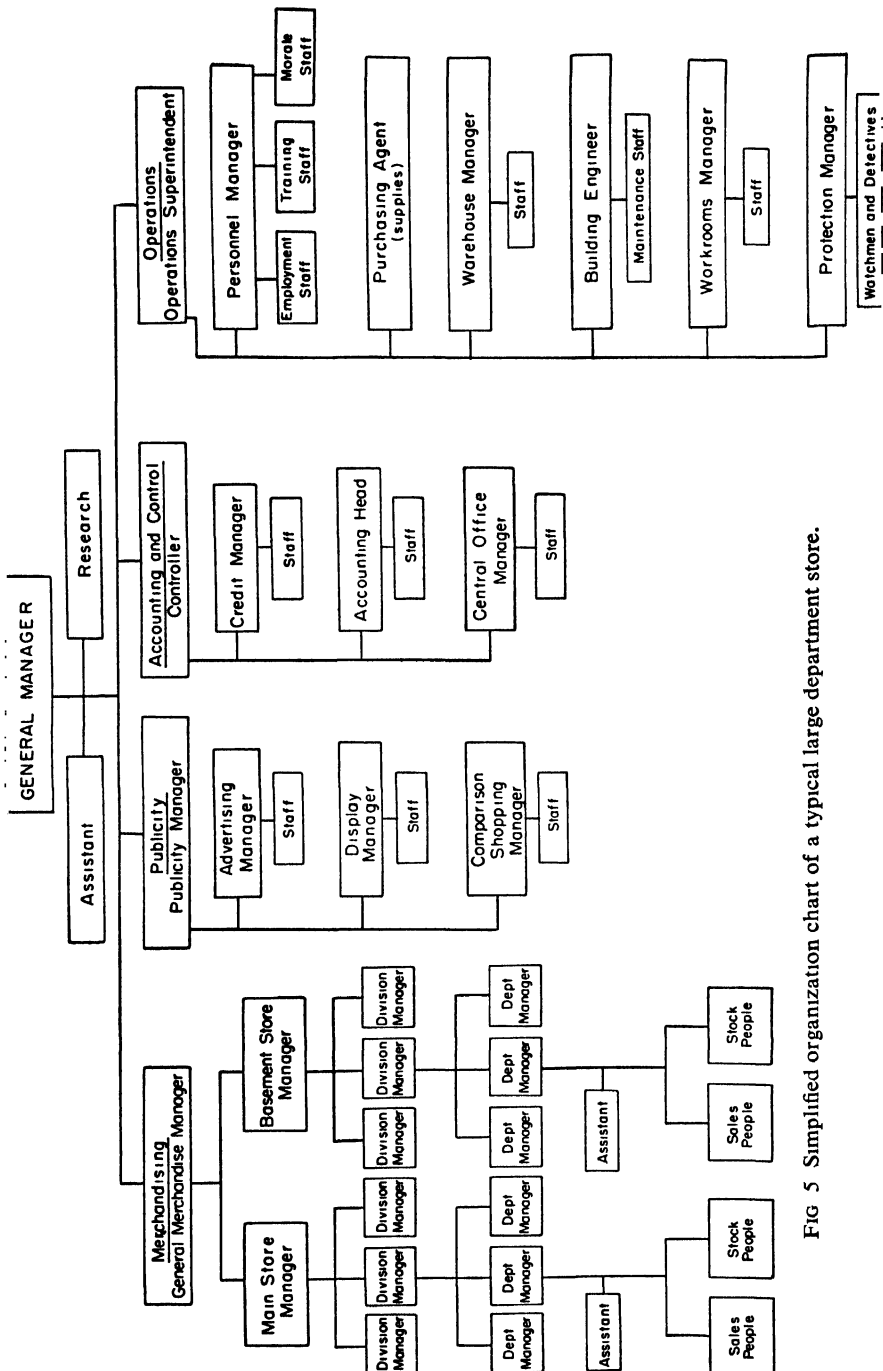 GENERAL MANAGER
Assistant
Research
Merchandising
General Merchandise Manager
Publicity
Publicity Manager
Accounting and Control
Controller
Operations
Operations Superintendent
Main Store
Manager
Basement Store
Manager
Division
Manager
Division
Manager
Division
Manager
Division
Manager
Division
Manager
Division
Manager
Dept
Manager
Dept
Manager
Dept
Manager
Dept
Manager
Dept
Manager
Dept
Manager
Assistant
Assistant
Sales
People
Stock
People
Sales
People
Stock
People
Advertising
Manager
Staff
Display
Manager
Staff
Comparison
Shopping
Manager
Staff
Credit Manager
Staff
Accounting Head
Staff
Central Office
Manager
Staff
Personnel Manager
Employment
Staff
Training
Staff
Morale
Staff
Purchasing Agent
(supplies)
Warehouse Manager
Staff
Building Engineer
Maintenance Staff
Workrooms Manager
Staff
Protection Manager
Watchmen and Detectives
FIG 5 Simplified organization chart of a typical large department store.